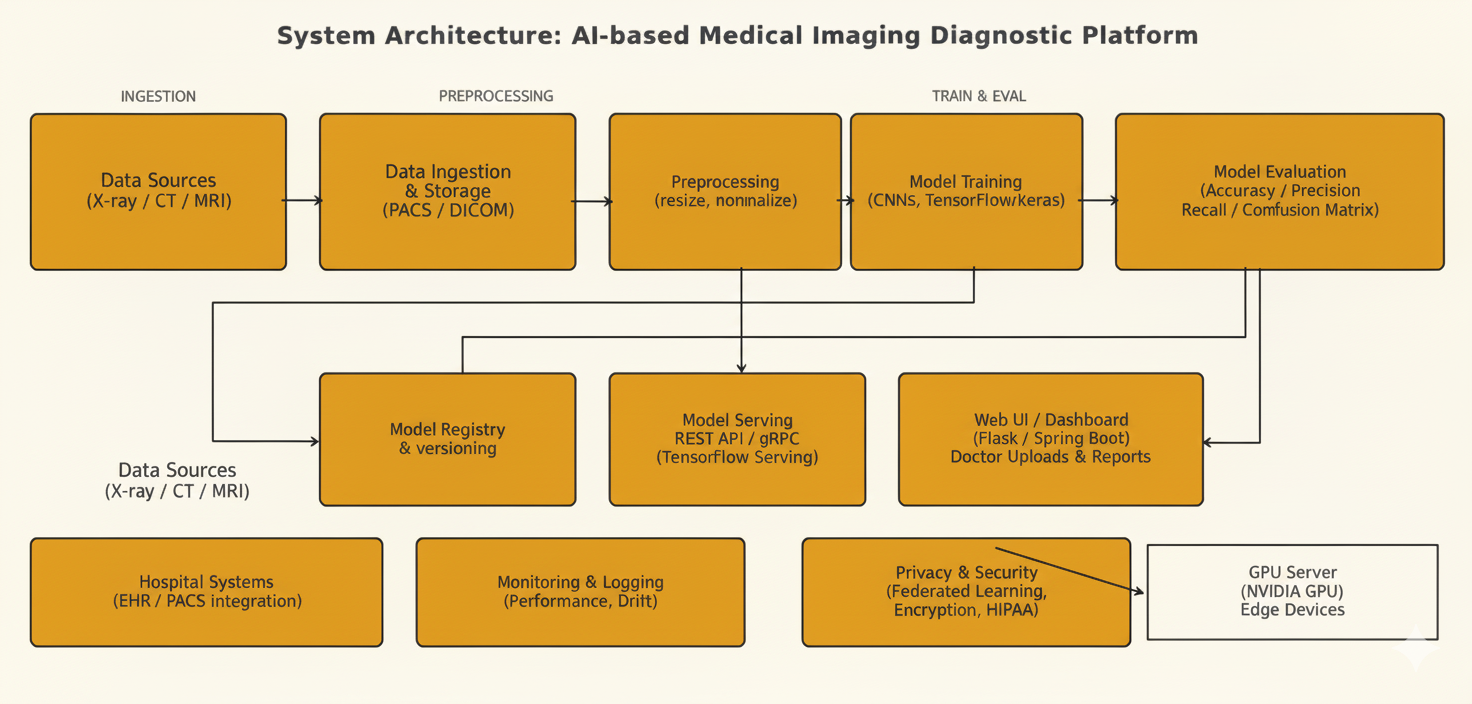 System Architecture: AI-based Medical Imaging Diagnostic Platform
INGESTION
PREPROCESSING
TRAIN & EVAL
Data Sources
(X-ray / CT / MRI)
Data Ingestion
& Storage
(PACS / DICOM)
Preprocessing
(resize, nonmalize)
Model Training
(CNNs, TensorFlow/keras)
Model Evaluation
(Accuracy / Precision
Recall / Comfusion Matrix)
Model Registry
& versioning
Model Serving
REST API / gRPC
(Tensorflow Serving)
Web UI / Dashboard
(Flask / Spring Boot)
Doctor Uploads & Reports
Data Sources
(X-ray / CT / MRI)
Hospital Systems
(EHR / PACS integration)
Monitoring & Logging
(Performance, Drift)
Privacy & Security
(Federated Learning,
Encryption, HIPAA)
GPU Server
(NVIDIA GPU)
Edge Devices